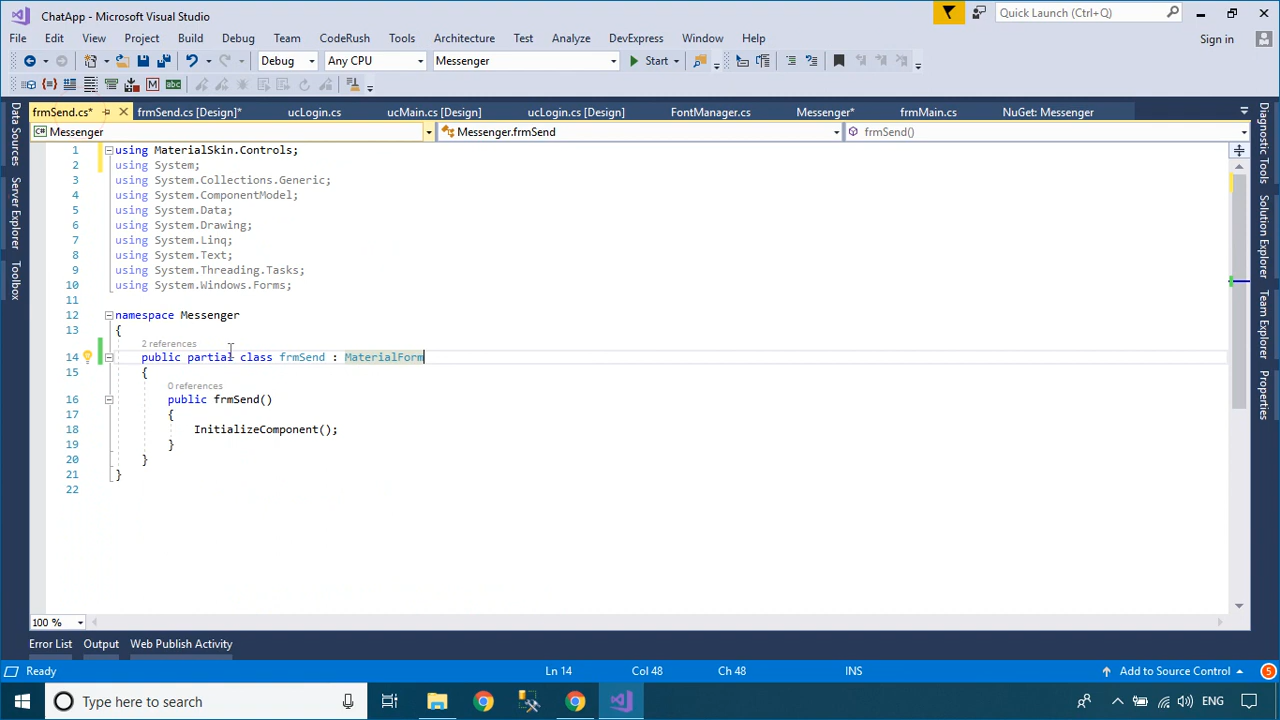 ChatApp - Microsoft Visual Studio
Quick Launch (Ctrl+Q)
File Edit View Project Build Debug Team CodeRush Tools Architecture Test Analyze DevExpress Window Help
Sign in
Debug Any CPU Messenger Start
frmSend.cs* frmSend.cs [Design]* ucLogin.cs ucMain.cs [Design] ucLogin.cs [Design] FontManager.cs Messenger* frmMain.cs NuGet: Messenger
Messenger Messenger.frmSend frmSend()
Data Sources
Server Explorer
Toolbox
1 using MaterialSkin.Controls;
2 using System;
3 using System.Collections.Generic;
4 using System.ComponentModel;
5 using System.Data;
6 using System.Drawing;
7 using System.Linq;
8 using System.Text;
9 using System.Threading.Tasks;
10 using System.Windows.Forms;
11
12 namespace Messenger
13 {
2 references
14 public partial class frmSend : MaterialForm
15 {
0 references
16 public frmSend()
17 {
18 InitializeComponent();
19 }
20 }
21 }
22
Diagnostic Tools
Solution Explorer
Team Explorer
Properties
100 %
Error List Output Web Publish Activity
Ready Ln 14 Col 48 Ch 48 INS Add to Source Control 5
Type here to search
ENG